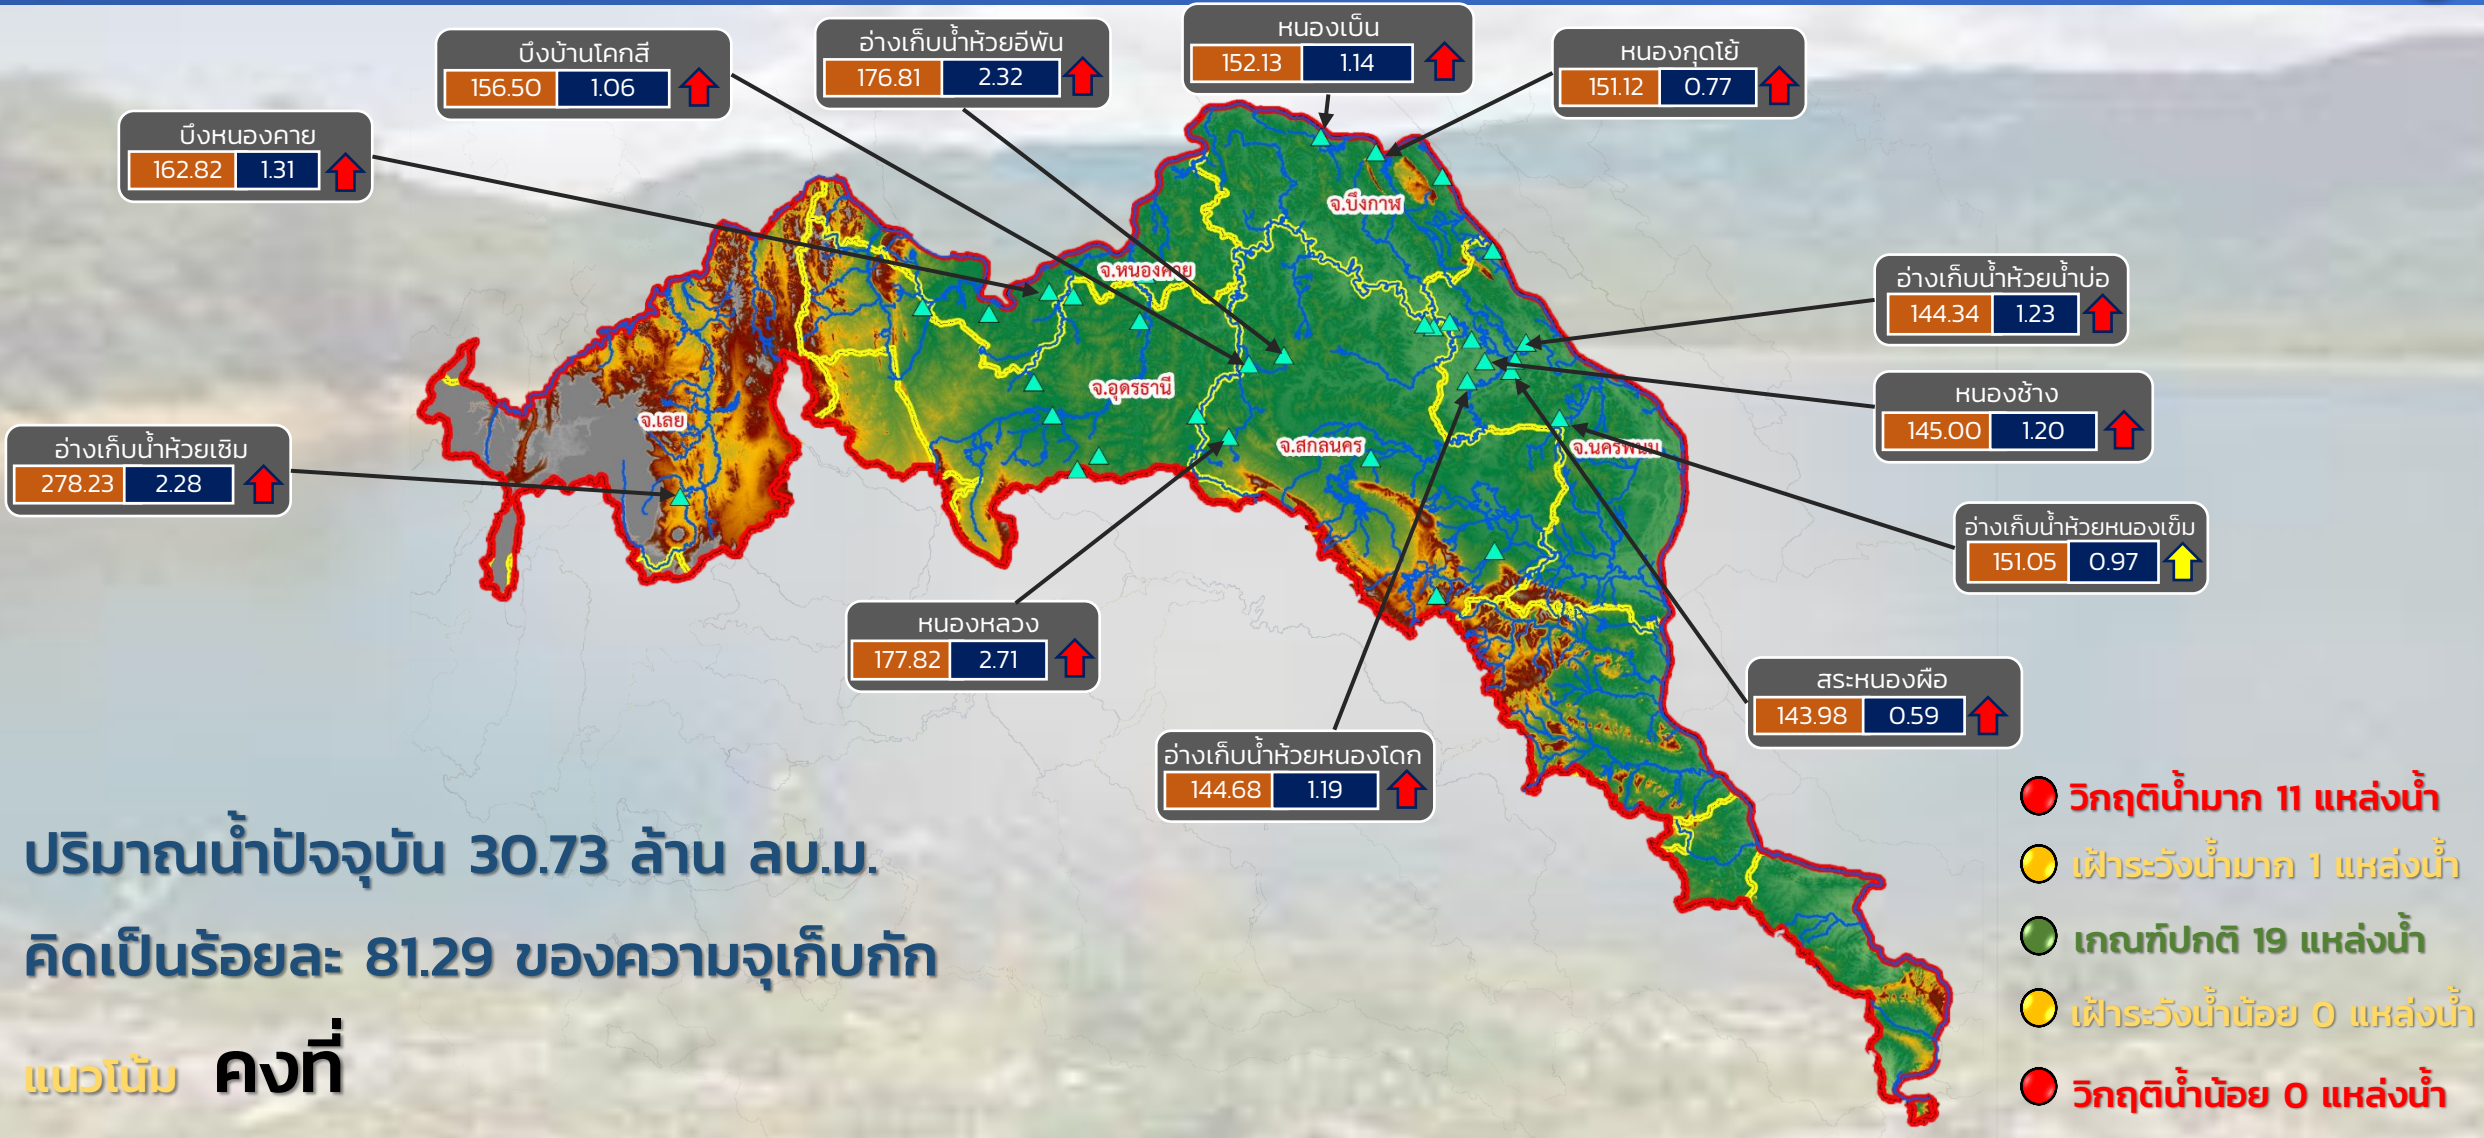 หนองเบ็น
152.13 1.14
อ่างเก็บน้ำห้วยอีพัน
176.81 2.32
บึงบ้านโคกสี
156.50 1.06
หนองกุดโย้
151.12 0.77
บึงหนองคาย
162.82 1.31
จ.บึงกาฬ
จ.หนองคาย
อ่างเก็บน้ำห้วยน้ำบ่อ
144.34 1.23
จ.อุดรธานี
หนองช้าง
145.00 1.20
จ.เลย
จ.สกลนคร
จ.นครพนม
อ่างเก็บน้ำห้วยเซิม
278.23 2.28
อ่างเก็บน้ำห้วยหนองเข็ม
151.05 0.97
หนองหลวง
177.82 2.71
สระหนองผือ
143.98 0.59
อ่างเก็บน้ำห้วยหนองโดก
144.68 1.19
ปริมาณน้ำปัจจุบัน 30.73 ล้าน ลบ.ม.
คิดเป็นร้อยละ 81.29 ของความจุเก็บกัก
แนวโน้ม คงที่
วิกฤติน้ำมาก 11 แหล่งน้ำ
เฝ้าระวังน้ำมาก 1 แหล่งน้ำ
เกณฑ์ปกติ 19 แหล่งน้ำ
เฝ้าระวังน้ำน้อย 0 แหล่งน้ำ
วิกฤติน้ำน้อย 0 แหล่งน้ำ